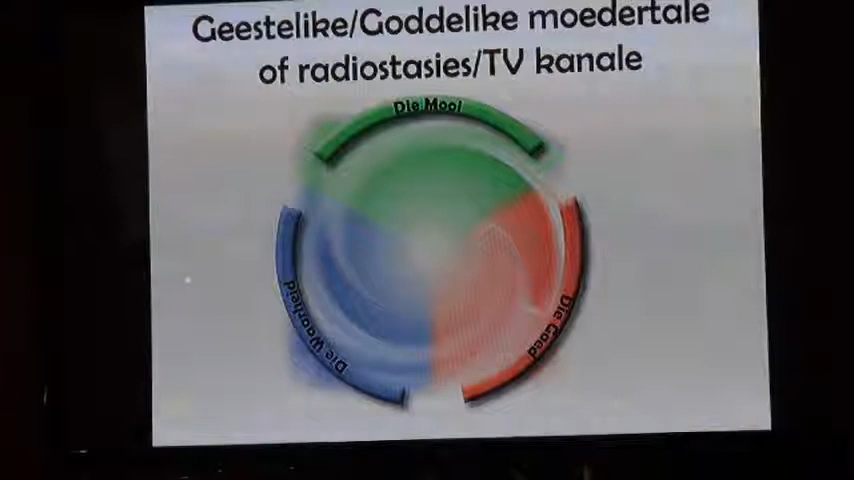 Geestelike/Goddelike moedertale
of radiostasies/TV kanale
Die Mooi
Die Waarheid
Die Goed